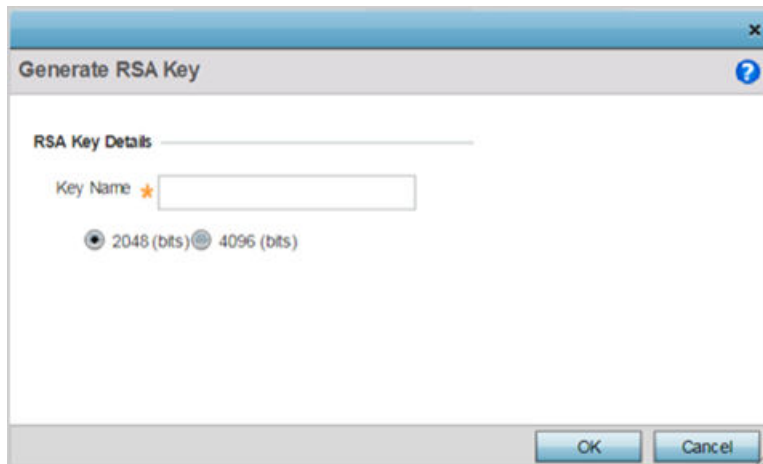 Generate RSA Key
RSA Key Details
Key Name *
2048 (bits) 4096 (bits)
OK Cancel